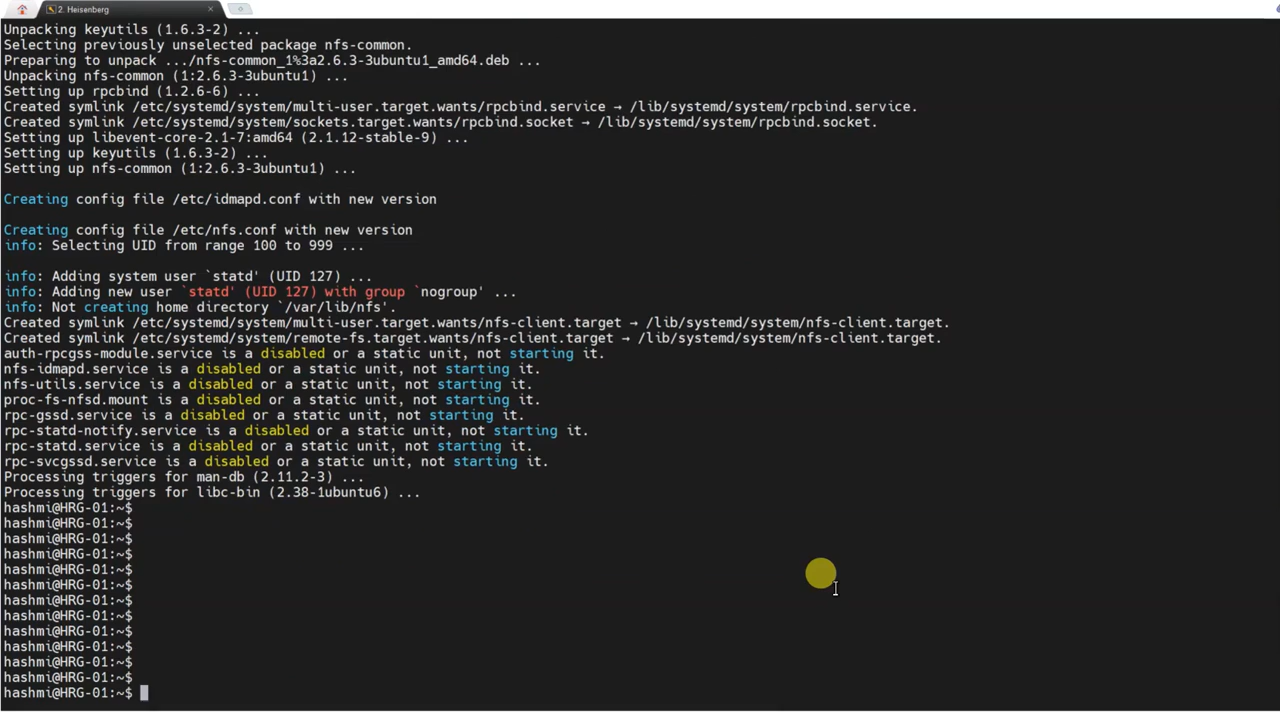 2. Heisenberg
Unpacking keyutils (1.6.3-2) ...
Selecting previously unselected package nfs-common.
Preparing to unpack .../nfs-common_1%3a2.6.3-3ubuntu1_amd64.deb ...
Unpacking nfs-common (1:2.6.3-3ubuntu1) ...
Setting up rpcbind (1.2.6-6) ...
Created symlink /etc/systemd/system/multi-user.target.wants/rpcbind.service → /lib/systemd/system/rpcbind.service.
Created symlink /etc/systemd/system/sockets.target.wants/rpcbind.socket → /lib/systemd/system/rpcbind.socket.
Setting up libevent-core-2.1-7:amd64 (2.1.12-stable-9) ...
Setting up keyutils (1.6.3-2) ...
Setting up nfs-common (1:2.6.3-3ubuntu1) ...
Creating config file /etc/idmapd.conf with new version
Creating config file /etc/nfs.conf with new version
info: Selecting UID from range 100 to 999 ...
info: Adding system user `statd' (UID 127) ...
info: Adding new user `statd' (UID 127) with group `nogroup' ...
info: Not creating home directory `/var/lib/nfs'.
Created symlink /etc/systemd/system/multi-user.target.wants/nfs-client.target → /lib/systemd/system/nfs-client.target.
Created symlink /etc/systemd/system/remote-fs.target.wants/nfs-client.target → /lib/systemd/system/nfs-client.target.
auth-rpcgss-module.service is a disabled or a static unit, not starting it.
nfs-idmapd.service is a disabled or a static unit, not starting it.
nfs-utils.service is a disabled or a static unit, not starting it.
proc-fs-nfsd.mount is a disabled or a static unit, not starting it.
rpc-gssd.service is a disabled or a static unit, not starting it.
rpc-statd-notify.service is a disabled or a static unit, not starting it.
rpc-statd.service is a disabled or a static unit, not starting it.
rpc-svcgssd.service is a disabled or a static unit, not starting it.
Processing triggers for man-db (2.11.2-3) ...
Processing triggers for libc-bin (2.38-1ubuntu6) ...
hashmi@HRG-01:~$
hashmi@HRG-01:~$
hashmi@HRG-01:~$
hashmi@HRG-01:~$
hashmi@HRG-01:~$
hashmi@HRG-01:~$
hashmi@HRG-01:~$
hashmi@HRG-01:~$
hashmi@HRG-01:~$
hashmi@HRG-01:~$
hashmi@HRG-01:~$
hashmi@HRG-01:~$
hashmi@HRG-01:~$